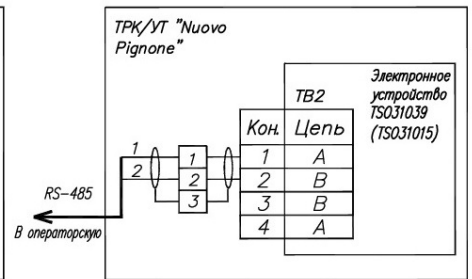 ТРК/УТ "Nuovo
Pignone"
Электронное
устройство
TS031039
(TS031015)
ТВ2
Кон. Цепь
1 1 1 A
2 2 2 B
3 3 B
4 A
RS-485
В операторскую